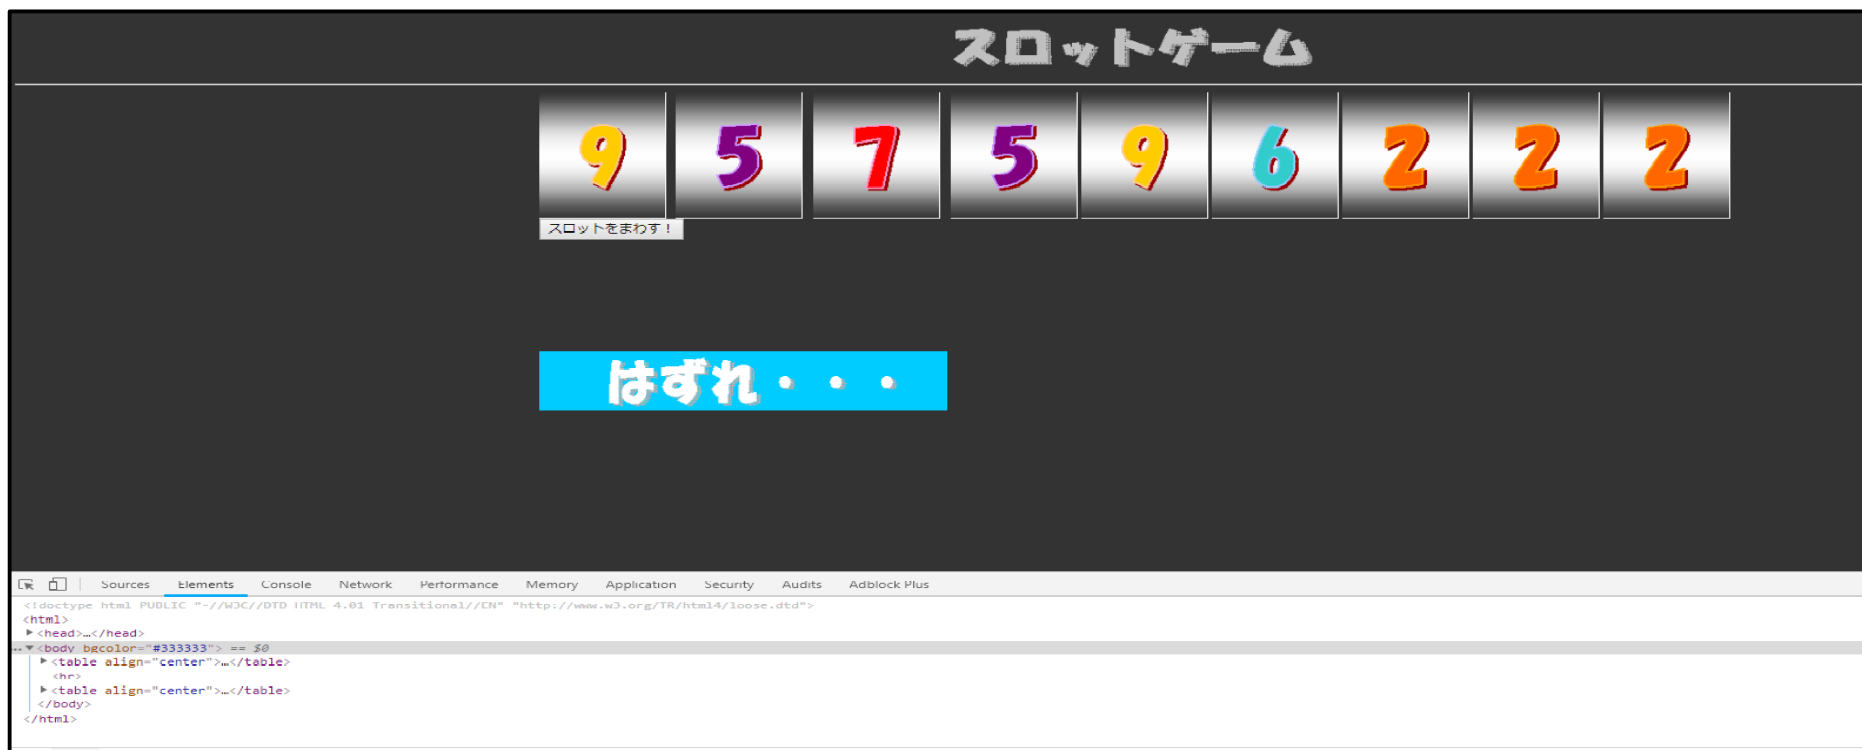 スロットゲーム
9 5 7 5 9 6 2 2 2
スロットをまわす！
はずれ・・・
Sources Elements Console Network Performance Memory Application Security Audits Adblock Plus
<!doctype html PUBLIC "-//W3C//DTD HTML 4.01 Transitional//EN" "http://www.w3.org/TR/html4/loose.dtd">
<html>
▶<head>…</head>
…▼<body bgcolor="#333333"> == $0
▶<table align="center">…</table>
<hr>
▶<table align="center">…</table>
</body>
</html>